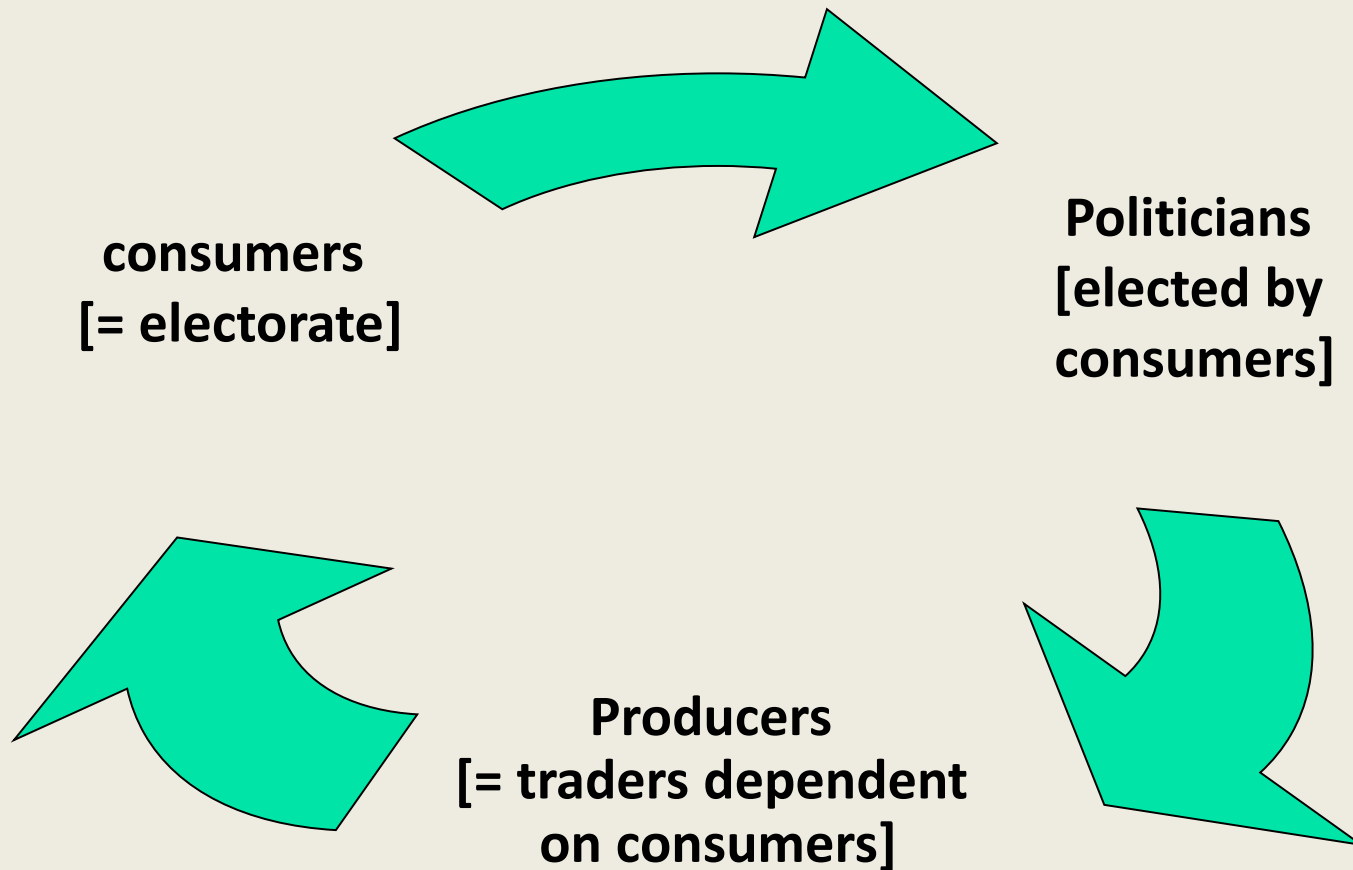 consumers
[= electorate]
Politicians
[elected by
consumers]
Producers
[= traders dependent
on consumers]